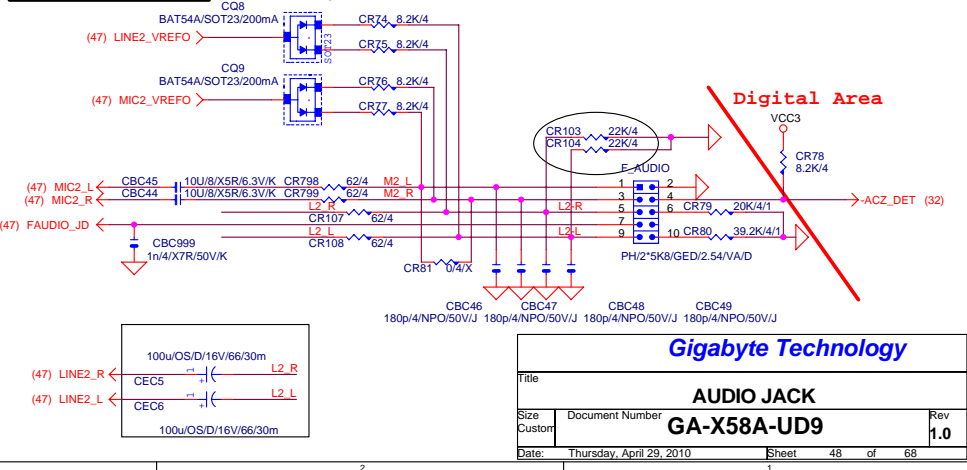 CQ8
BAT54A/SOT23/200mA
(47) LINE2_VREFO
SOT23
CR74 8.2K/4
CR75 8.2K/4
CQ9
BAT54A/SOT23/200mA
(47) MIC2_VREFO
CR76 8.2K/4
CR77 8.2K/4
Digital Area
VCC3
CR103 22K/4
CR104 22K/4
CR78
8.2K/4
F_AUDIO
(47) MIC2_L CBC45 10U/8/X5R/6.3V/K CR798 62/4 M2_L 1 2
(47) MIC2_R CBC44 10U/8/X5R/6.3V/K CR799 62/4 M2_R 3 4 -ACZ_DET (32)
L2_R CR107 62/4 L2-R 5 6 CR79 20K/4/1
(47) FAUDIO_JD 7
L2_L CR108 62/4 L2-L 9 10 CR80 39.2K/4/1
CBC999
1n/4/X7R/50V/K
CR81 0/4/X
PH/2*5K8/GED/2.54/VA/D
CBC46 CBC47 CBC48 CBC49
180p/4/NPO/50V/J 180p/4/NPO/50V/J 180p/4/NPO/50V/J 180p/4/NPO/50V/J
100u/OS/D/16V/66/30m
(47) LINE2_R CEC5 1 + L2_R
(47) LINE2_L CEC6 1 + L2_L
100u/OS/D/16V/66/30m
Gigabyte Technology
Title
AUDIO JACK
Size
Custom
Document Number
GA-X58A-UD9
Rev
1.0
Date: Thursday, April 29, 2010 Sheet 48 of 68
2 1